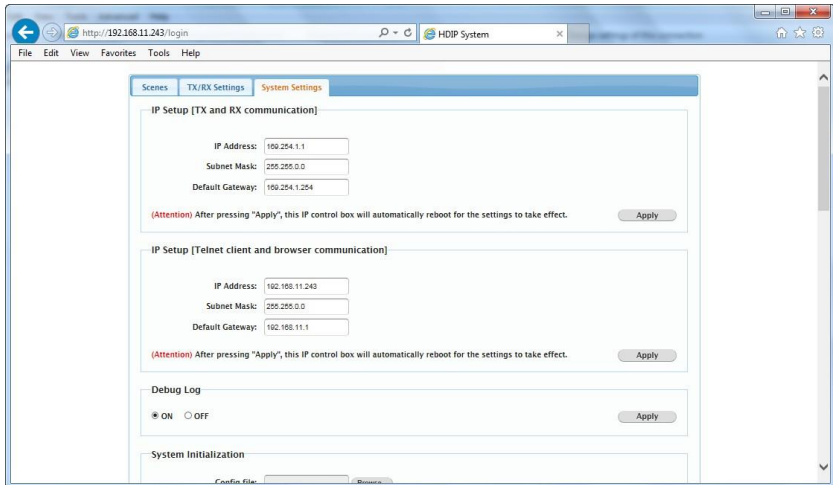 http://192.168.11.243/login
HDIP System
File Edit View Favorites Tools Help
Scenes TX/RX Settings System Settings
IP Setup [TX and RX communication]
IP Address: 169.254.1.1
Subnet Mask: 255.255.0.0
Default Gateway: 169.254.1.254
(Attention) After pressing "Apply", this IP control box will automatically reboot for the settings to take effect. Apply
IP Setup [Telnet client and browser communication]
IP Address: 192.168.11.243
Subnet Mask: 255.255.0.0
Default Gateway: 192.168.11.1
(Attention) After pressing "Apply", this IP control box will automatically reboot for the settings to take effect. Apply
Debug Log
ON OFF Apply
System Initialization
Config file: Browse...